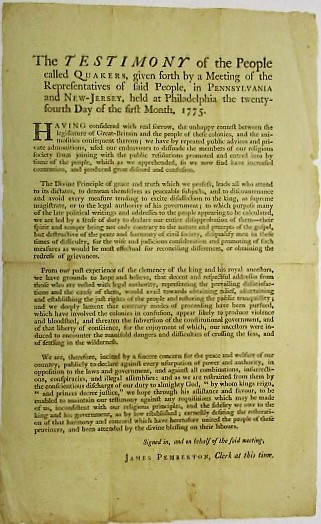 The TESTIMONY of the People
called QUAKERS, given forth by a Meeting of the
Representatives of said People, in PENNSYLVANIA
and NEW-JERSEY, held at Philadelphia the twenty-
fourth Day of the first Month, 1775.
HAVING considered with real sorrow, the unhappy contest between the
legislature of Great-Britain and the people of these colonies, and the ani-
mosities consequent therein; we have by repeated public advices and pri-
vate admonitions, used our endeavours to dissuade the members of our religious
society from joining with the public resolutions promoted and entered into by
some of the people, which as we apprehended, so we now find have increased
contention, and produced great discord and confusion.
The Divine Principle of grace and truth which we profess, leads all who attend
to its dictates, to demean themselves as peaceable subjects, and to discountenance
and avoid every measure tending to excite disaffection to the king, as supreme
magistrate, or to the legal authority of his government; to which purpose many
of the late political writings and addresses to the people appearing to be calculated,
we are led by a sense of duty to declare our entire disapprobation of them—their
spirit and temper being not only contrary to the nature and precepts of the gospel,
but destructive of the peace and harmony of civil society, disqualify men in these
times of difficulty, for the wise and judicious consideration and promoting of such
measures as would be most effectual for reconciling differences, or obtaining the
redress of grievances.
From our past experience of the clemency of the king and his royal ancestors,
we have grounds to hope and believe, that decent and respectful addresses from
those who are vested with legal authority, representing the prevailing dissatisfac-
tions and the cause of them, would avail towards obtaining relief, ascertaining
and establishing the just rights of the people and restoring the public tranquility;
and we deeply lament that contrary modes of proceeding have been pursued,
which have involved the colonies in confusion, appear likely to produce violence
and bloodshed, and threaten the subversion of the constitutional government, and
of that liberty of conscience, for the enjoyment of which, our ancestors were in-
duced to encounter the manifold dangers and difficulties of crossing the seas, and
of settling in the wilderness.
We are, therefore, incited by a sincere concern for the peace and welfare of our
country, publicly to declare against every usurpation of power and authority, in
opposition to the laws and government, and against all combinations, insurrec-
tions, conspiracies, and illegal assemblies: and as we are restrained from them by
the conscientious discharge of our duty to almighty God, "by whom kings reign,
" and princes decree justice," we hope through his assistance and favour, to be
enabled to maintain our testimony against any requisitions which may be made
of us, inconsistent with our religious principles, and the fidelity we owe to the
king and his government, as by law established; earnestly desiring the restorati-
on of that harmony and concord which have heretofore united the people of these
provinces, and been attended by the divine blessing on their labours.
Signed in, and on behalf of the said meeting,
JAMES PEMBERTON, Clerk at this time.